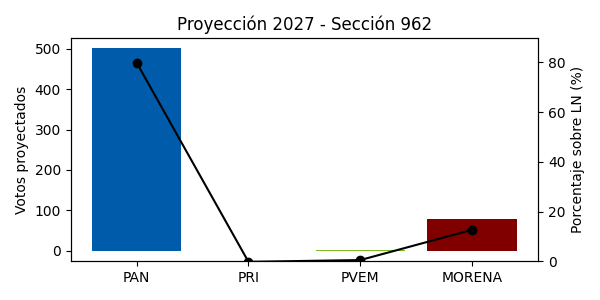 Proyección 2027 - Sección 962
Votos proyectados
500
400
300
200
100
0
80
60
40
20
0
Porcentaje sobre LN (%)
PAN
PRI
PVEM
MORENA